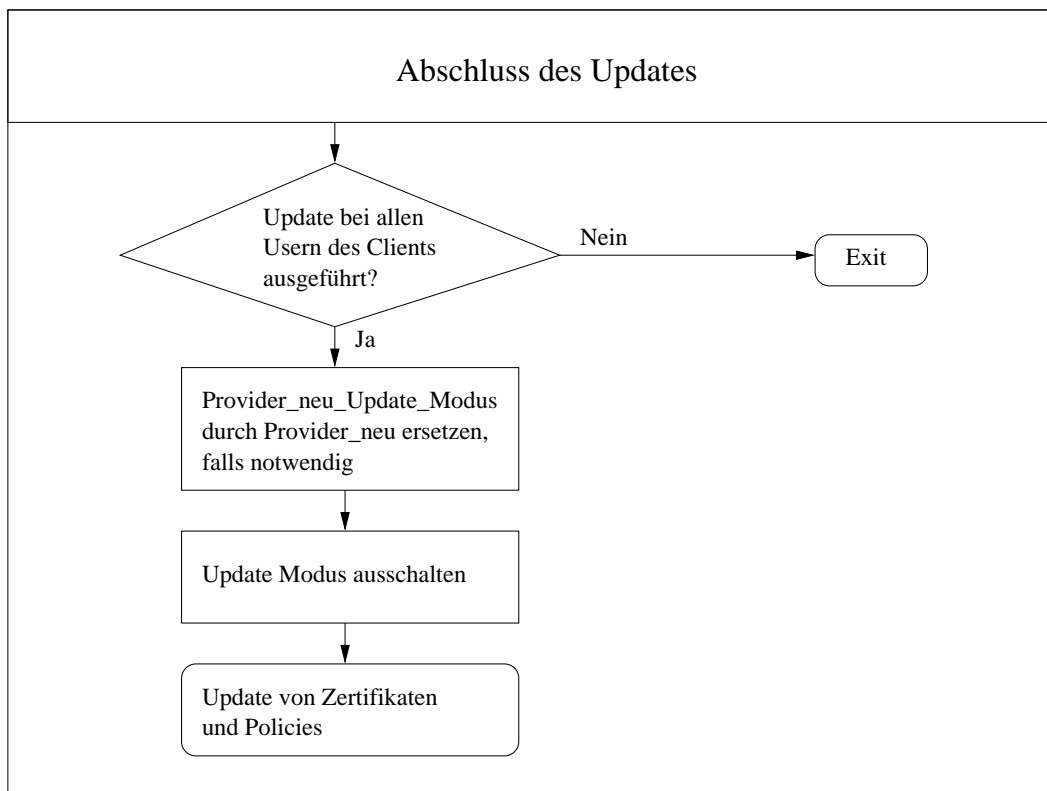 Abschluss des Updates
Update bei allen
Usern des Clients
ausgeführt?
Nein
Exit
Ja
Provider_neu_Update_Modus
durch Provider_neu ersetzen,
falls notwendig
Update Modus ausschalten
Update von Zertifikaten
und Policies